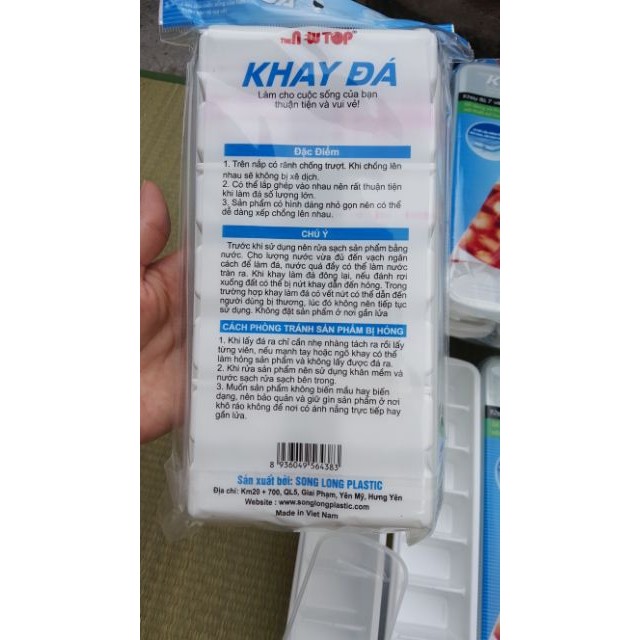 THE NEWTOP
KHAY ĐÁ
Làm cho cuộc sống của bạn
thuận tiện và vui vẻ!
Đặc Điểm
1. Trên nắp có rãnh chống trượt. Khi chồng lên
nhau sẽ không bị xê dịch.
2. Có thể lắp ghép vào nhau nên rất thuận tiện
khi làm đá số lượng lớn.
3. Sản phẩm có hình dáng nhỏ gọn nên có thể
dễ dàng xếp chồng lên nhau.
CHÚ Ý
Trước khi sử dụng nên rửa sạch sản phẩm bằng
nước. Cho lượng nước vừa đủ đến vạch ngăn
cách để làm đá, nước quá đầy có thể làm nước
tràn ra. Khi khay làm đá đông lại, nếu đánh rơi
xuống đất có thể bị nứt khay dẫn đến hỏng. Trong
trường hợp khay làm đá có vết nứt có thể dẫn đến
người dùng bị thương, lúc đó không nên tiếp tục
sử dụng. Không đặt sản phẩm ở nơi gần lửa
CÁCH PHÒNG TRÁNH SẢN PHẨM BỊ HỎNG
1. Khi lấy đá ra chỉ cần nhẹ nhàng tách ra rồi lấy
từng viên, nếu mạnh tay hoặc ngõ khay có thể
làm hỏng sản phẩm và không lấy được đá ra.
2. Khi rửa sản phẩm nên sử dụng khăn mềm và
nước sạch rửa sạch bên trong.
3. Muốn sản phẩm không biến mầu hay biến
dạng, nên bảo quản và giữ gìn sản phẩm ở nơi
khô ráo không để nơi có ánh nắng trực tiếp hay
gần lửa.
8 936049 564383
Sản xuất bởi: SONG LONG PLASTIC
Địa chỉ: Km20 + 700, QL5, Giai Phạm, Yên Mỹ, Hưng Yên
Website : www.songlongplastic.com
Made in Viet Nam